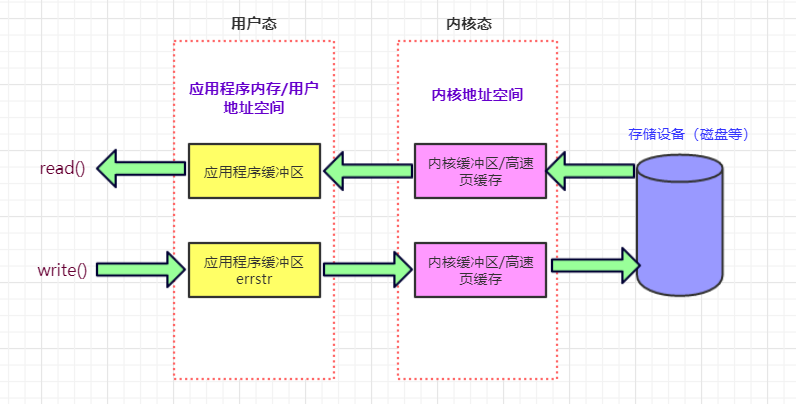 用户态
内核态
应用程序内存/用户
地址空间
内核地址空间
存储设备（磁盘等）
read()
应用程序缓冲区
内核缓冲区/高速
页缓存
write()
应用程序缓冲区
errstr
内核缓冲区/高速
页缓存